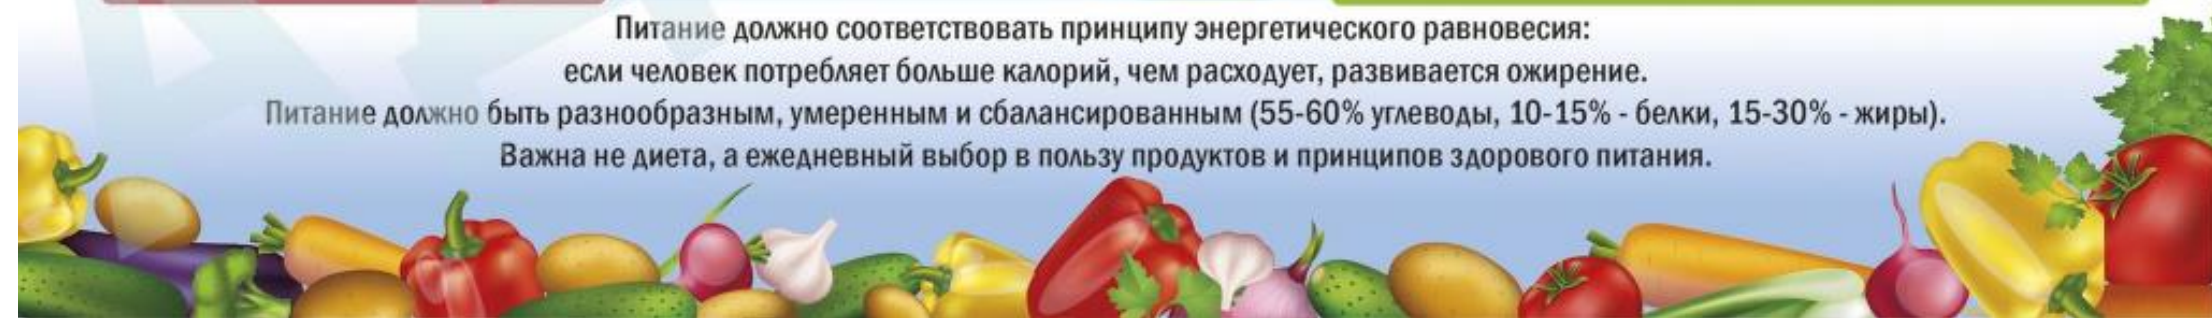 Питание должно соответствовать принципу энергетического равновесия:
если человек потребляет больше калорий, чем расходует, развивается ожирение.
Питание должно быть разнообразным, умеренным и сбалансированным (55-60% углеводы, 10-15% - белки, 15-30% - жиры).
Важна не диета, а ежедневный выбор в пользу продуктов и принципов здорового питания.